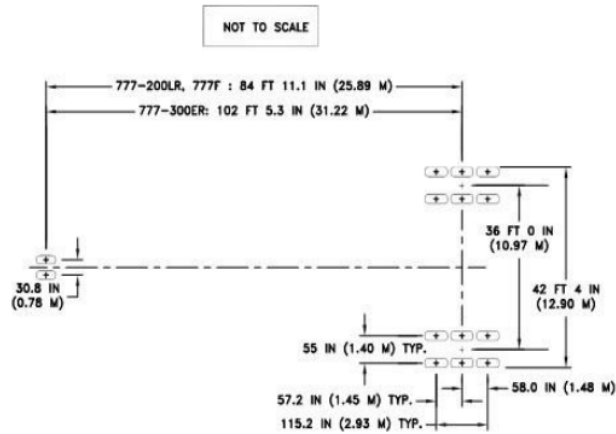 NOT TO SCALE
777-200LR, 777F : 84 FT 11.1 IN (25.89 M)
777-300ER: 102 FT 5.3 IN (31.22 M)
36 FT 0 IN
(10.97 M)
42 FT 4 IN
(12.90 M)
30.8 IN
(0.78 M)
55 IN (1.40 M) TYP.
58.0 IN (1.48 M)
57.2 IN (1.45 M) TYP.
115.2 IN (2.93 M) TYP.